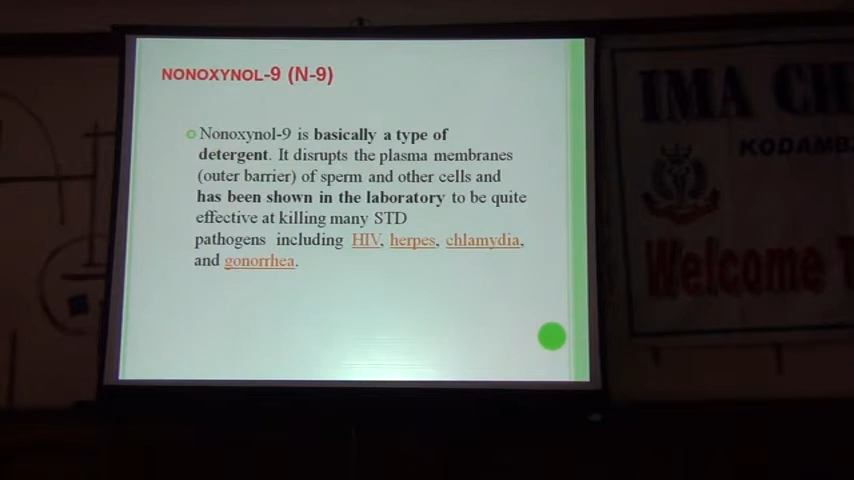 NONOXYNOL-9 (N-9)
Nonoxynol-9 is basically a type of
detergent. It disrupts the plasma membranes
(outer barrier) of sperm and other cells and
has been shown in the laboratory to be quite
effective at killing many STD
pathogens including HIV, herpes, chlamydia,
and gonorrhea.
IMA CH
KODAMB
Welcome T